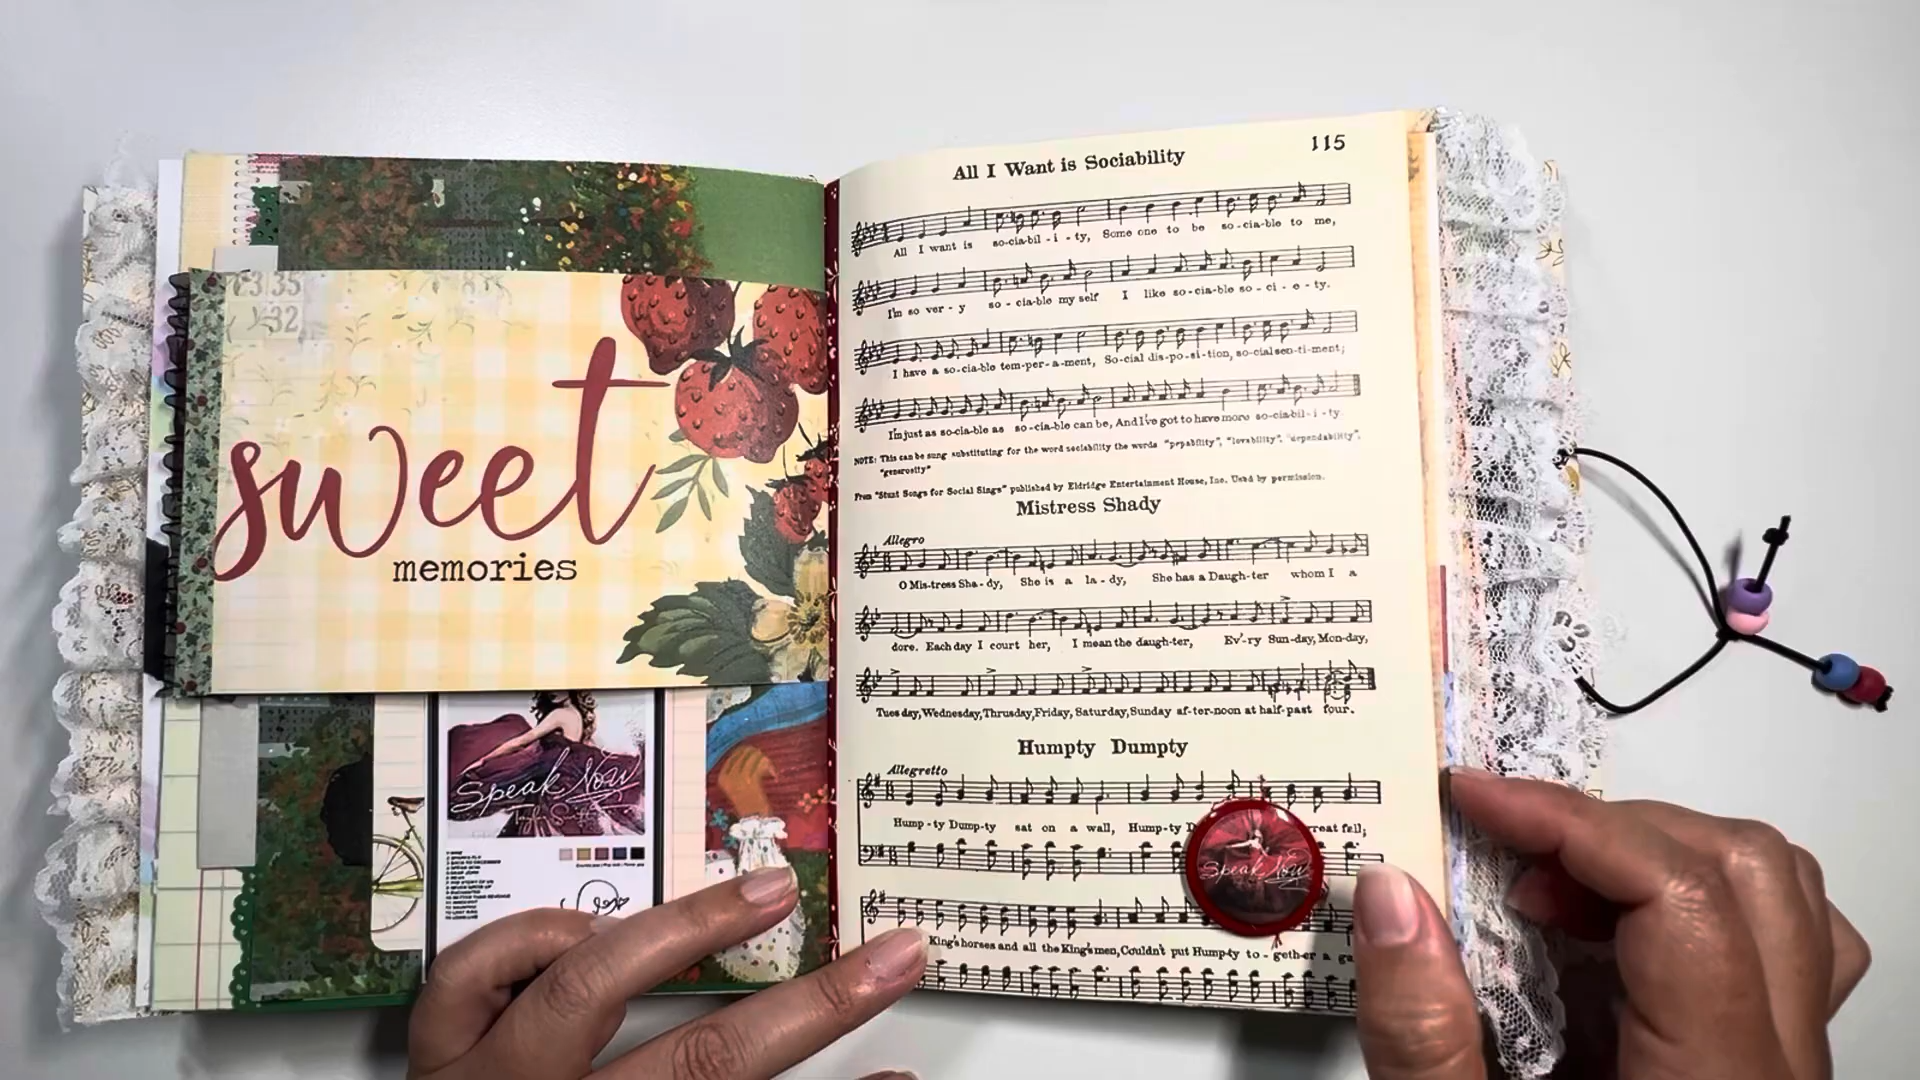 sweet
memories
Speak Now
115
All I Want is Sociability
All I want is so-cia-bil-i-ty, Some one to be so-cia-ble to me,
I'm so ver-y so-cia-ble my self I like so-cia-ble so-ci-e-ty.
I have a so-cia-ble tem-per-a-ment, So-cial dis-po-si-tion, so-cial sen-ti-ment;
I'm just as so-cia-ble as so-cia-ble can be, And I've got to have more so-cia-bil-i-ty.
NOTE: This can be sung substituting for the word sociability the words "pepability", "lovability", "dependability",
"generosity"
From "Stunt Songs for Social Sings" published by Eldridge Entertainment House, Inc. Used by permission.
Mistress Shady
Allegro
O Mis-tress Sha-dy, She is a la-dy, She has a Daugh-ter whom I a
dore. Each day I court her, I mean the daugh-ter, Ev'-ry Sun-day, Mon-day,
Tues day, Wednesday, Thrusday, Friday, Saturday, Sunday af-ter-noon at half-past four.
Humpty Dumpty
Allegretto
Hump-ty Dump-ty sat on a wall, Hump-ty D reat fell;
Speak Now
King's horses and all the King's men, Couldn't put Hump-ty to-geth-er a ga